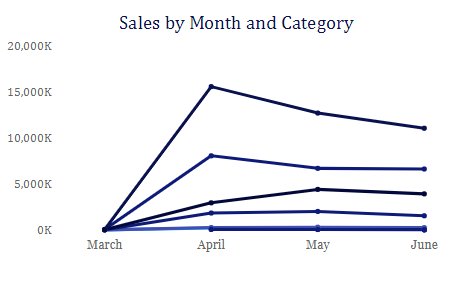 Sales by Month and Category
20,000K
15,000K
10,000K
5,000K
0K
March April May June